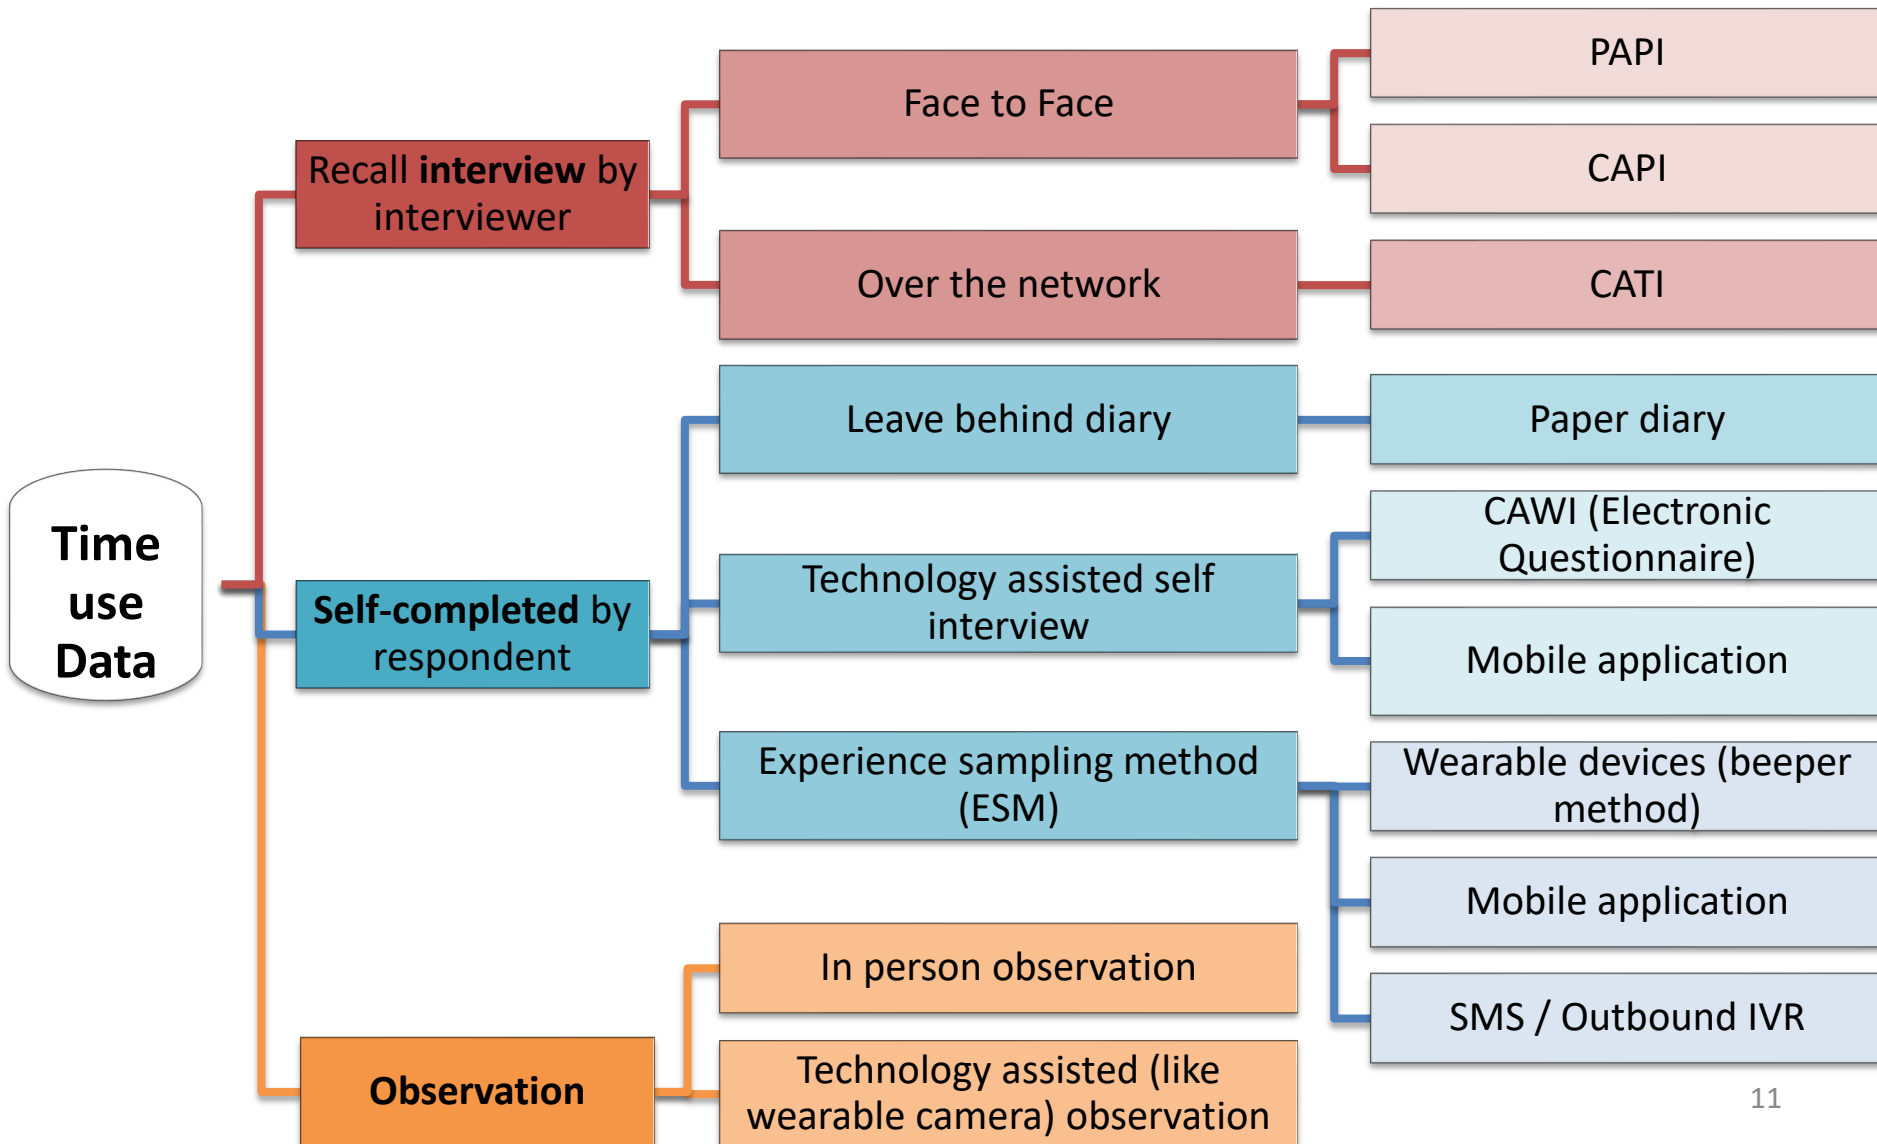 Time
use
Data
Recall interview by
interviewer
Face to Face
PAPI
CAPI
Over the network
CATI
Self-completed by
respondent
Leave behind diary
Paper diary
Technology assisted self
interview
CAWI (Electronic
Questionnaire)
Mobile application
Experience sampling method
(ESM)
Wearable devices (beeper
method)
Mobile application
SMS / Outbound IVR
Observation
In person observation
Technology assisted (like
wearable camera) observation
11